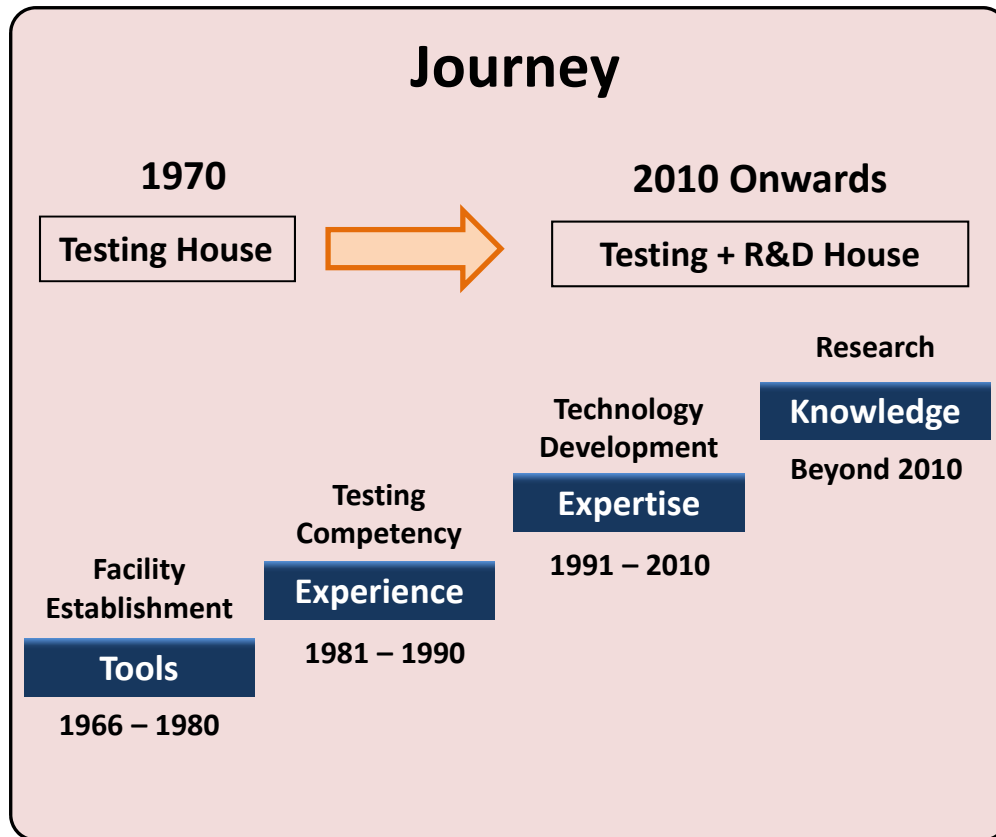 Journey
1970
2010 Onwards
Testing House
Testing + R&D House
Research
Knowledge
Beyond 2010
Technology
Development
Expertise
1991 – 2010
Testing
Competency
Experience
1981 – 1990
Facility
Establishment
Tools
1966 – 1980